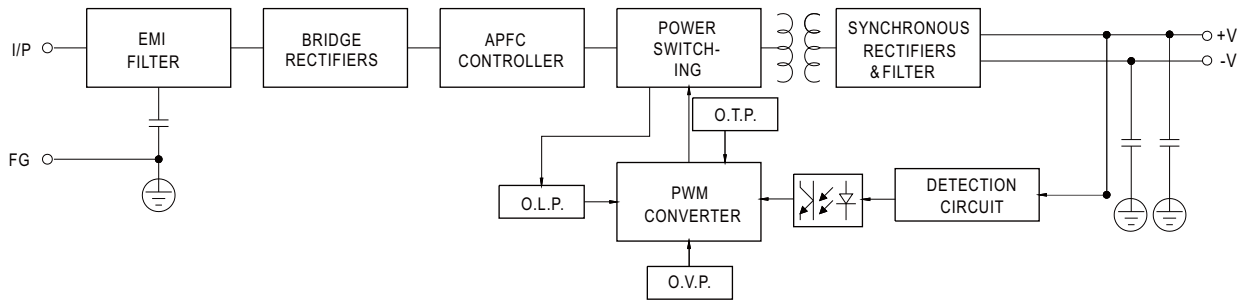 I/P
EMI
FILTER
BRIDGE
RECTIFIERS
APFC
CONTROLLER
POWER
SWITCH-
ING
SYNCHRONOUS
RECTIFIERS
&FILTER
+V
-V
O.T.P.
FG
O.L.P.
PWM
CONVERTER
DETECTION
CIRCUIT
O.V.P.